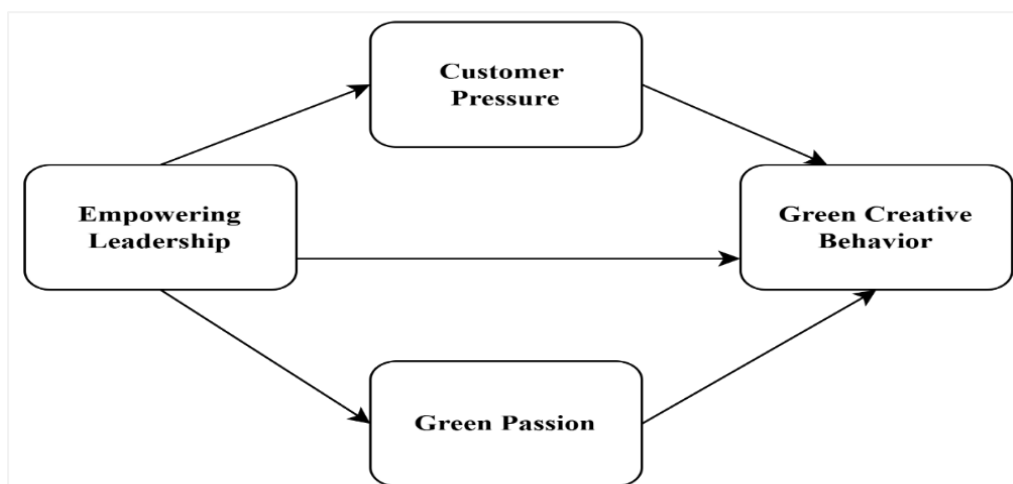 Customer
Pressure
Empowering
Leadership
Green Creative
Behavior
Green Passion